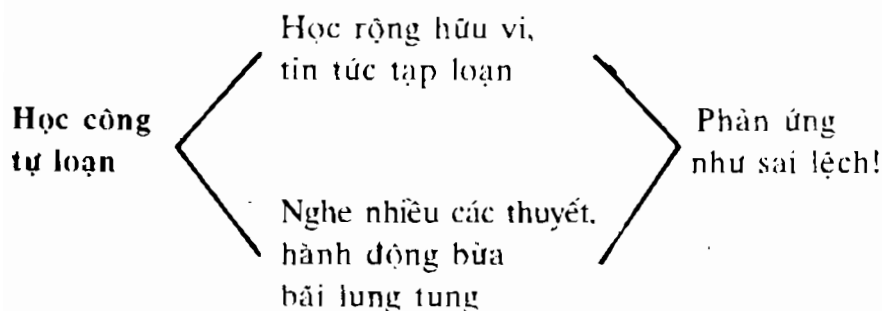 Học công
tự loạn
Học rộng hữu vi,
tin tức tạp loạn
Nghe nhiều các thuyết,
hành động bừa
bãi lung tung
Phản ứng
như sai lệch!